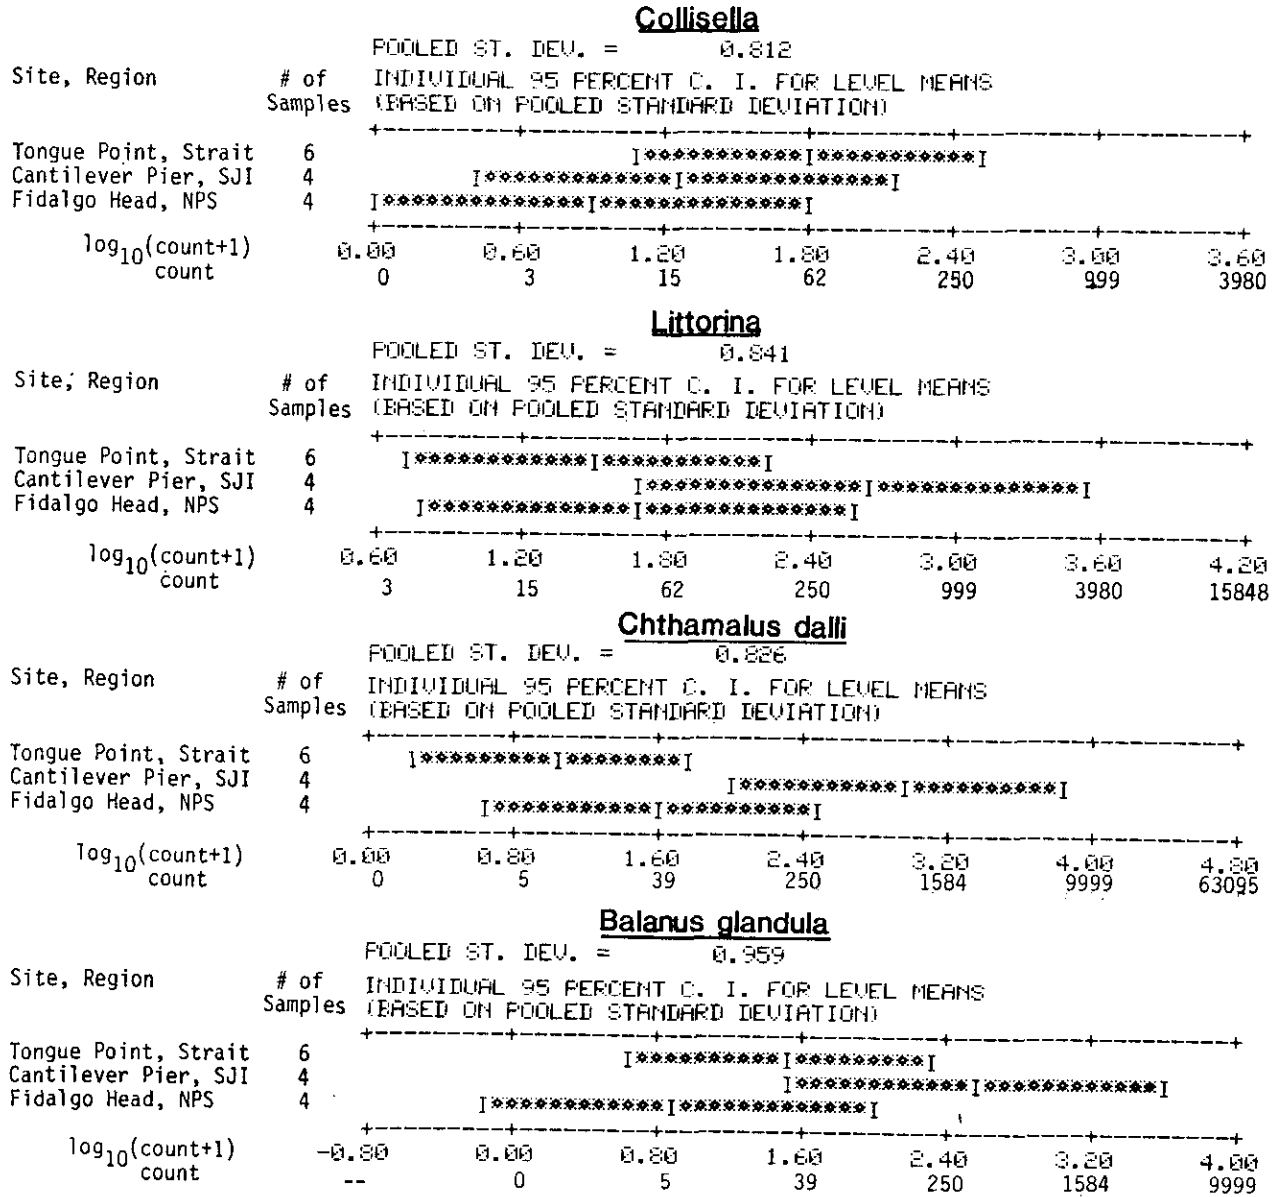 Collisella
POOLED ST. DEV. = 0.812
Site, Region # of INDIVIDUAL 95 PERCENT C. I. FOR LEVEL MEANS
Samples (BASED ON POOLED STANDARD DEVIATION)
+---------+---------+---------+---------+---------+---------+
Tongue Point, Strait 6 I***********I***********I
Cantilever Pier, SJI 4 I*************I**************I
Fidalgo Head, NPS 4 I**************I**************I
+---------+---------+---------+---------+---------+---------+
log10(count+1) 0.00 0.60 1.20 1.80 2.40 3.00 3.60
count 0 3 15 62 250 999 3980
Littorina
POOLED ST. DEV. = 0.841
Site, Region # of INDIVIDUAL 95 PERCENT C. I. FOR LEVEL MEANS
Samples (BASED ON POOLED STANDARD DEVIATION)
+---------+---------+---------+---------+---------+---------+
Tongue Point, Strait 6 I************I***********I
Cantilever Pier, SJI 4 I***************I**************I
Fidalgo Head, NPS 4 I**************I**************I
+---------+---------+---------+---------+---------+---------+
log10(count+1) 0.60 1.20 1.80 2.40 3.00 3.60 4.20
count 3 15 62 250 999 3980 15848
Chthamalus dalli
POOLED ST. DEV. = 0.826
Site, Region # of INDIVIDUAL 95 PERCENT C. I. FOR LEVEL MEANS
Samples (BASED ON POOLED STANDARD DEVIATION)
+---------+---------+---------+---------+---------+---------+
Tongue Point, Strait 6 I*********I********I
Cantilever Pier, SJI 4 I***********I**********I
Fidalgo Head, NPS 4 I***********I**********I
+---------+---------+---------+---------+---------+---------+
log10(count+1) 0.00 0.80 1.60 2.40 3.20 4.00 4.80
count 0 5 39 250 1584 9999 63095
Balanus glandula
POOLED ST. DEV. = 0.959
Site, Region # of INDIVIDUAL 95 PERCENT C. I. FOR LEVEL MEANS
Samples (BASED ON POOLED STANDARD DEVIATION)
+---------+---------+---------+---------+---------+---------+
Tongue Point, Strait 6 I**********I*********I
Cantilever Pier, SJI 4 I************I************I
Fidalgo Head, NPS 4 I************I*************I
+---------+---------+---------+---------+---------+---------+
log10(count+1) -0.80 0.00 0.80 1.60 2.40 3.20 4.00
count -- 0 5 39 250 1584 9999